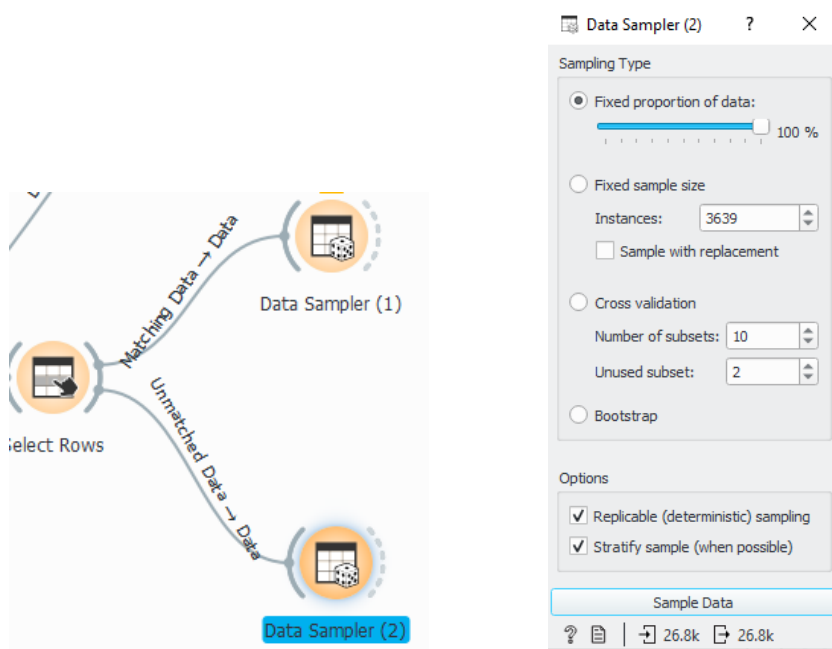 Matching Data → Data
Data Sampler (1)
Select Rows
Unmatched Data → Data
Data Sampler (2)
Data Sampler (2) ? ×
Sampling Type
Fixed proportion of data:
100 %
Fixed sample size
Instances: 3639
Sample with replacement
Cross validation
Number of subsets: 10
Unused subset: 2
Bootstrap
Options
Replicable (deterministic) sampling
Stratify sample (when possible)
Sample Data
? 26.8k 26.8k